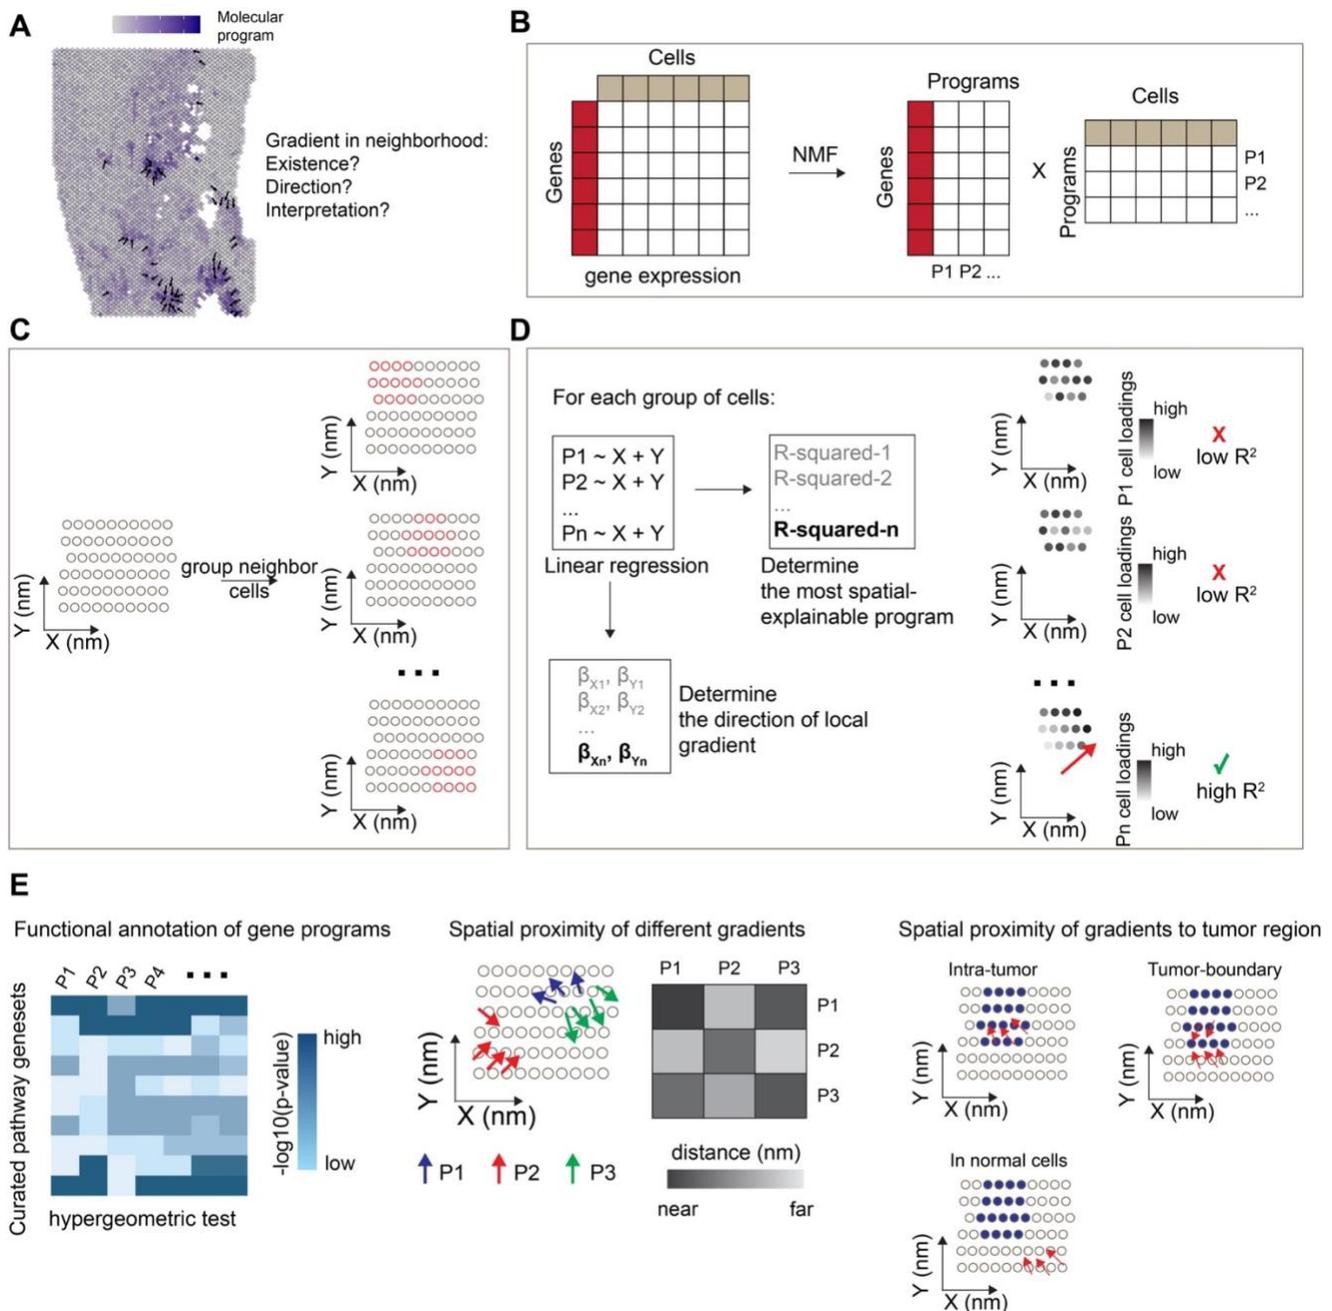 A
Molecular
program
Gradient in neighborhood:
Existence?
Direction?
Interpretation?
B
Cells
Genes
gene expression
NMF
Programs
Genes
P1 P2 ...
X
Cells
Programs
P1
P2
...
C
Y (nm)
X (nm)
group neighbor
cells
Y (nm)
X (nm)
Y (nm)
X (nm)
...
Y (nm)
X (nm)
D
For each group of cells:
P1 ~ X + Y
P2 ~ X + Y
...
Pn ~ X + Y
Linear regression
R-squared-1
R-squared-2
...
R-squared-n
Determine
the most spatial-
explainable program
βX1, βY1
βX2, βY2
...
βXn, βYn
Determine
the direction of local
gradient
Y (nm)
X (nm)
P1 cell loadings
high
low
X
low R²
Y (nm)
X (nm)
P2 cell loadings
high
low
X
low R²
...
Y (nm)
X (nm)
Pn cell loadings
high
low
✓
high R²
E
Functional annotation of gene programs
P1 P2 P3 P4 ...
Curated pathway genesets
-log10(p-value)
high
low
hypergeometric test
Spatial proximity of different gradients
Y (nm)
X (nm)
P1 P2 P3
P1 P2 P3
P1
P2
P3
distance (nm)
near far
Spatial proximity of gradients to tumor region
Intra-tumor
Y (nm)
X (nm)
Tumor-boundary
Y (nm)
X (nm)
In normal cells
Y (nm)
X (nm)